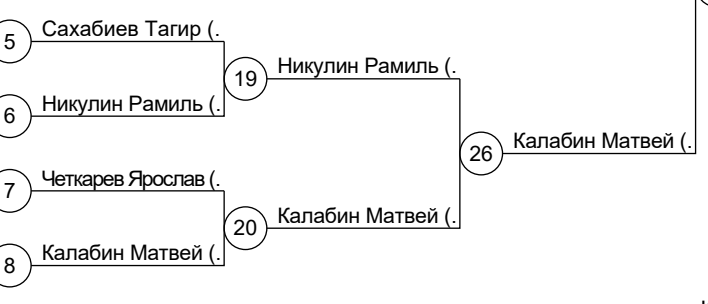 5 Сахабиев Тагир (.
19 Никулин Рамиль (.
6 Никулин Рамиль (.
26 Калабин Матвей (.
7 Четкарев Ярослав (.
20 Калабин Матвей (.
8 Калабин Матвей (.